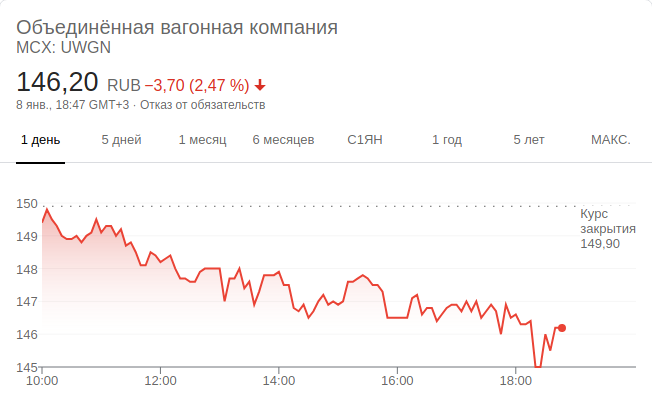 Объединённая вагонная компания
MCX: UWGN
146,20 RUB −3,70 (2,47 %)
8 янв., 18:47 GMT+3 · Отказ от обязательств
1 день 5 дней 1 месяц 6 месяцев С1ЯН 1 год 5 лет МАКС.
150
149
148
147
146
145
Курс
закрытия
149,90
10:00 12:00 14:00 16:00 18:00